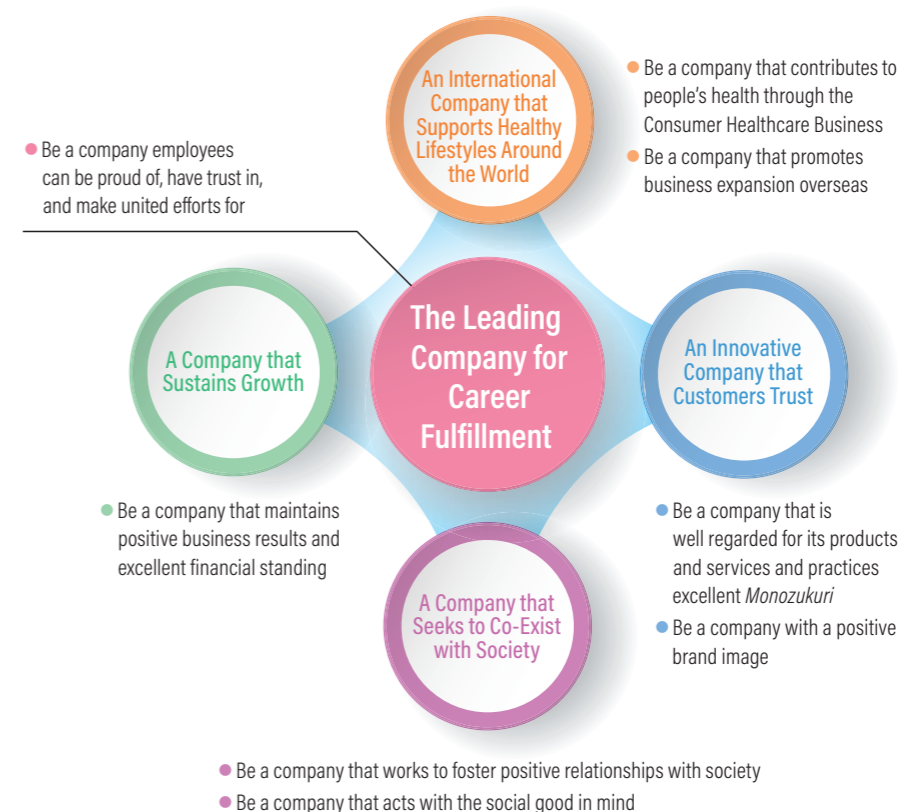 An International
Company that
Supports Healthy
Lifestyles Around
the World
● Be a company that contributes to
people's health through the
Consumer Healthcare Business
● Be a company that promotes
business expansion overseas
● Be a company employees
can be proud of, have trust in,
and make united efforts for
The Leading
Company for
Career
Fulfillment
A Company that
Sustains Growth
● Be a company that maintains
positive business results and
excellent financial standing
An Innovative
Company that
Customers Trust
● Be a company that is
well regarded for its products
and services and practices
excellent Monozukuri
● Be a company with a positive
brand image
A Company that
Seeks to Co-Exist
with Society
● Be a company that works to foster positive relationships with society
● Be a company that acts with the social good in mind